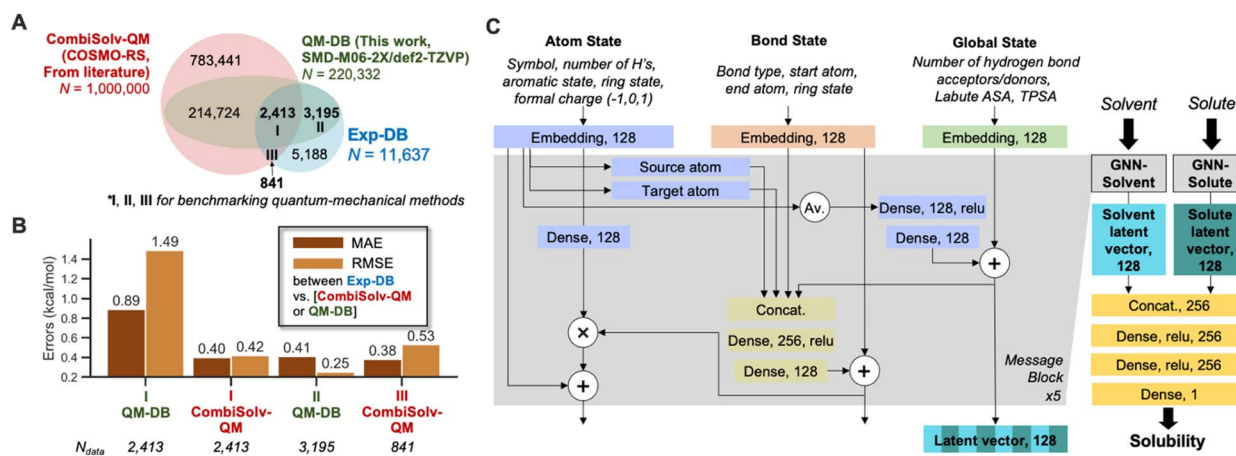 A
CombiSolv-QM
(COSMO-RS,
From literature)
N = 1,000,000
QM-DB (This work,
SMD-M06-2X/def2-TZVP)
N = 220,332
783,441
214,724
2,413
I
3,195
II
III
5,188
Exp-DB
N = 11,637
841
*I, II, III for benchmarking quantum-mechanical methods
B
Errors (kcal/mol)
1.4
1.2
1.0
0.8
0.6
0.4
0.2
0.89
1.49
0.40
0.42
0.41
0.25
0.38
0.53
MAE
RMSE
between Exp-DB
vs. [CombiSolv-QM
or QM-DB]
I
QM-DB
I
CombiSolv-
QM
II
QM-DB
III
CombiSolv-
QM
Ndata
2,413
2,413
3,195
841
C
Atom State
Symbol, number of H's,
aromatic state, ring state,
formal charge (-1,0,1)
Bond State
Bond type, start atom,
end atom, ring state
Global State
Number of hydrogen bond
acceptors/donors,
Labute ASA, TPSA
Embedding, 128
Embedding, 128
Embedding, 128
Source atom
Target atom
Av.
Dense, 128, relu
Dense, 128
Dense, 128
+
Concat.
Dense, 256, relu
Dense, 128
×
+
+
Message
Block
x5
Latent vector, 128
Solvent
Solute
GNN-
Solvent
GNN-
Solute
Solvent
latent
vector,
128
Solute
latent
vector,
128
Concat., 256
Dense, relu, 256
Dense, relu, 256
Dense, 1
Solubility